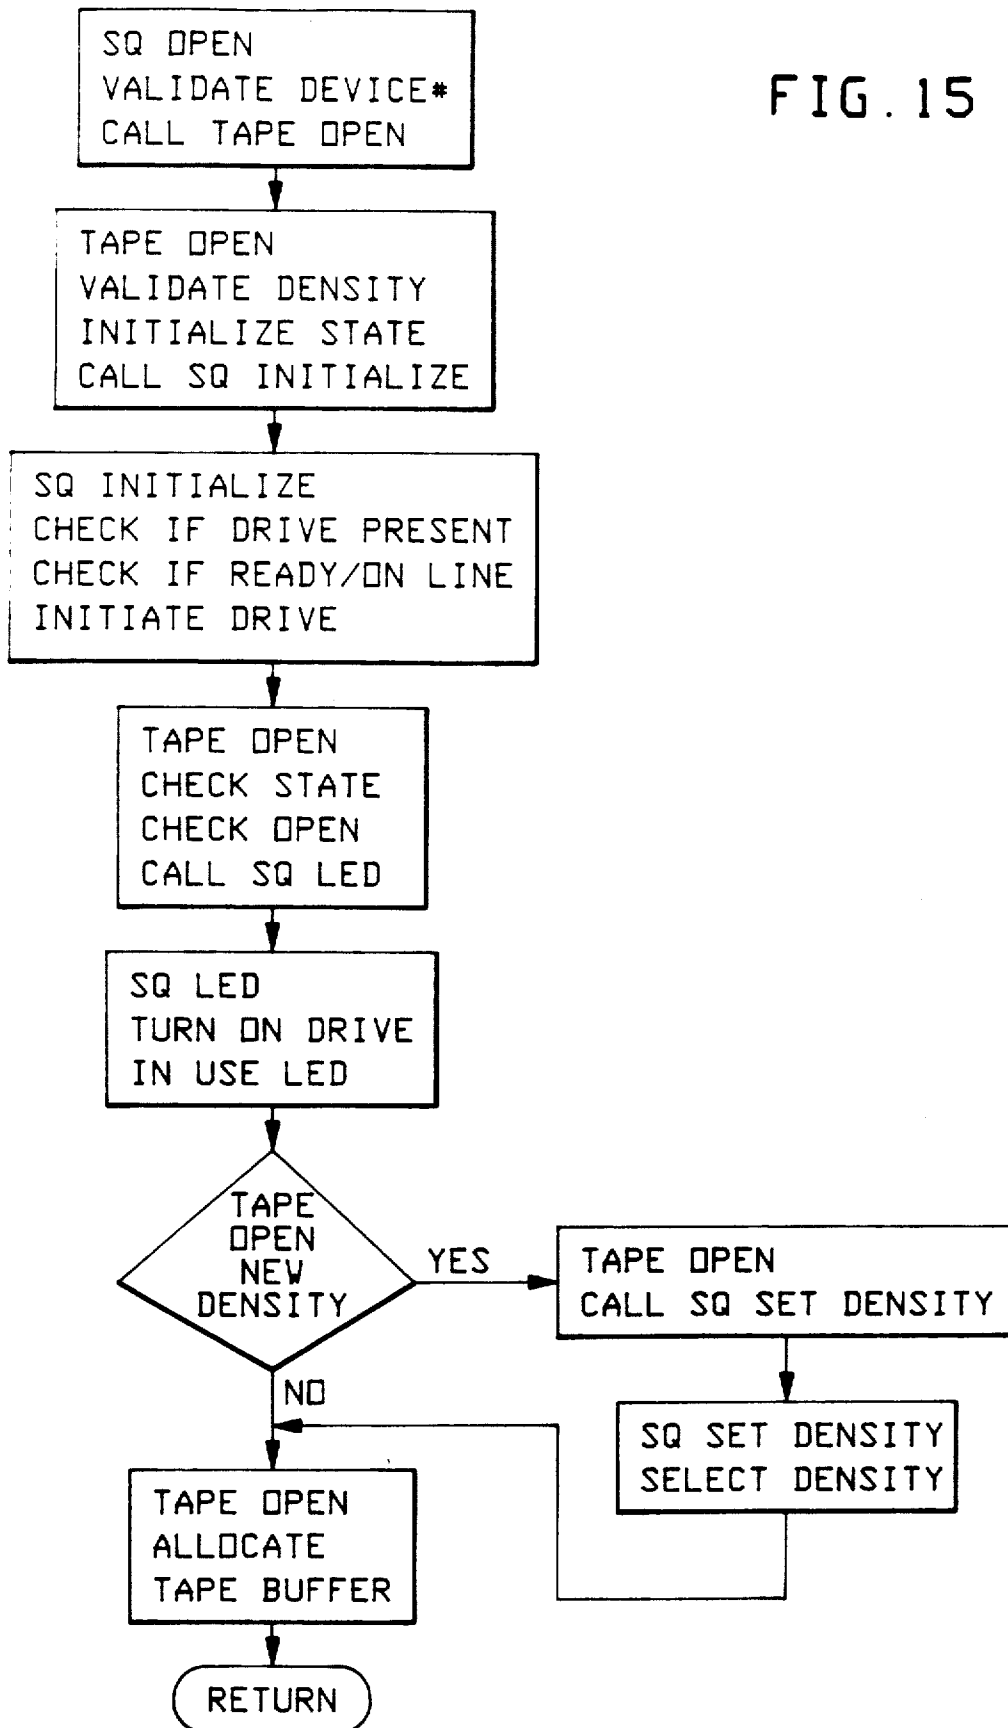 FIG.15
SQ OPEN
VALIDATE DEVICE#
CALL TAPE OPEN
TAPE OPEN
VALIDATE DENSITY
INITIALIZE STATE
CALL SQ INITIALIZE
SQ INITIALIZE
CHECK IF DRIVE PRESENT
CHECK IF READY/ON LINE
INITIATE DRIVE
TAPE OPEN
CHECK STATE
CHECK OPEN
CALL SQ LED
SQ LED
TURN ON DRIVE
IN USE LED
TAPE
OPEN
NEW
DENSITY
YES
TAPE OPEN
CALL SQ SET DENSITY
SQ SET DENSITY
SELECT DENSITY
NO
TAPE OPEN
ALLOCATE
TAPE BUFFER
RETURN